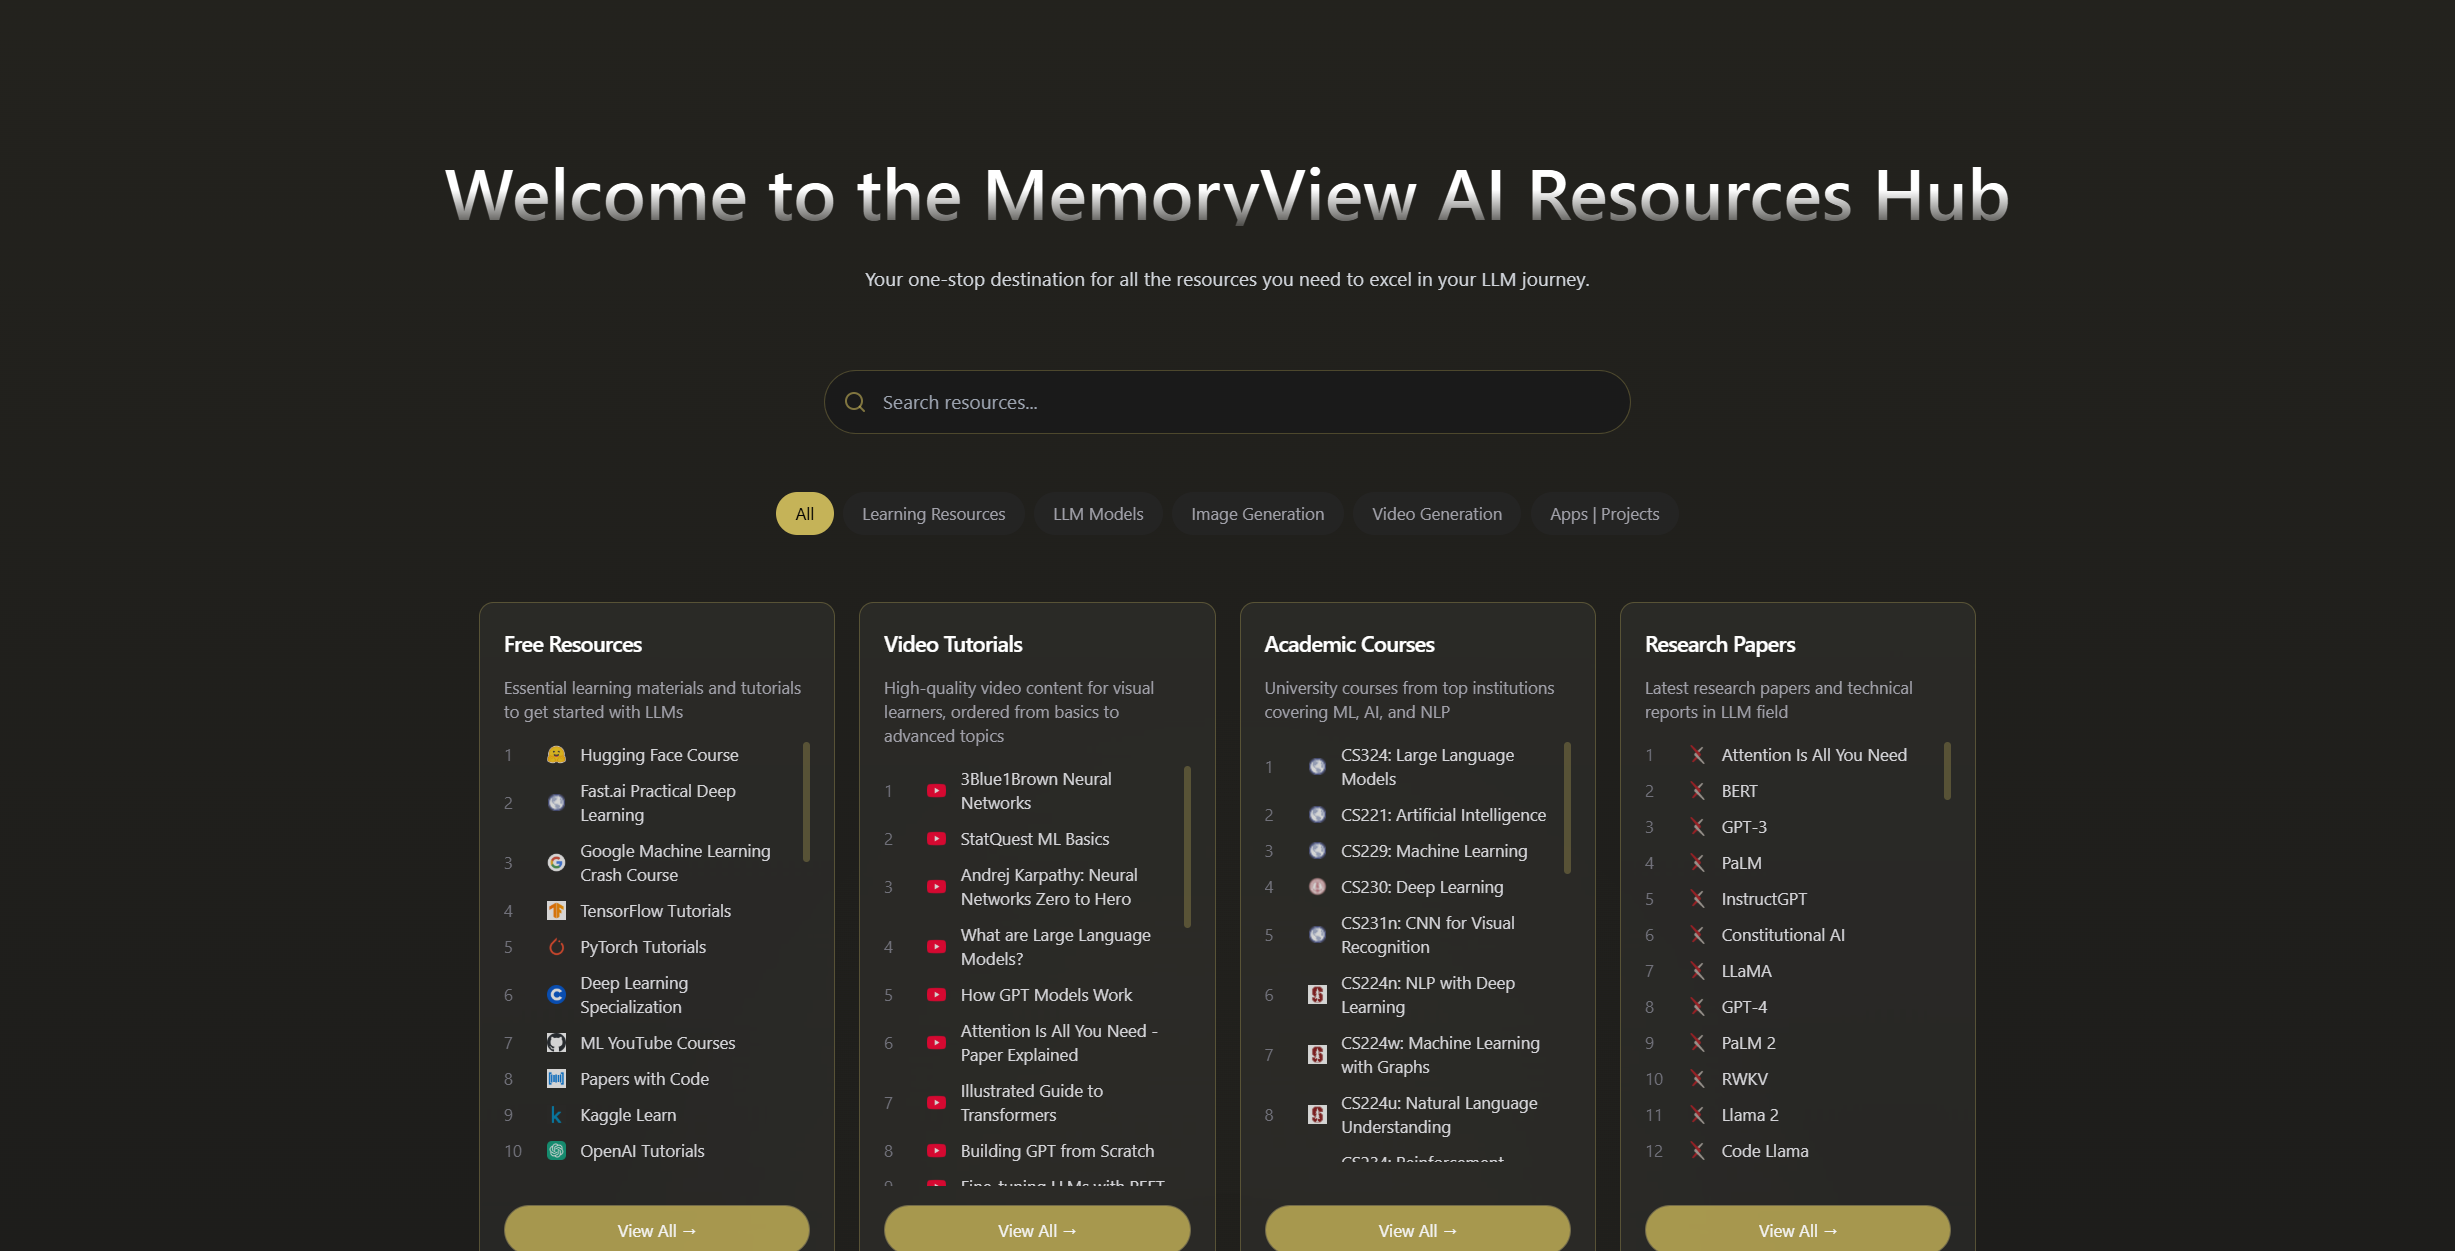 Welcome to the MemoryView AI Resources Hub
Your one-stop destination for all the resources you need to excel in your LLM journey.
Search resources...
All
Learning Resources
LLM Models
Image Generation
Video Generation
Apps | Projects
Free Resources
Essential learning materials and tutorials
to get started with LLMs
1 Hugging Face Course
2 Fast.ai Practical Deep
Learning
3 Google Machine Learning
Crash Course
4 TensorFlow Tutorials
5 PyTorch Tutorials
6 Deep Learning
Specialization
7 ML YouTube Courses
8 Papers with Code
9 Kaggle Learn
10 OpenAI Tutorials
View All →
Video Tutorials
High-quality video content for visual
learners, ordered from basics to
advanced topics
1 3Blue1Brown Neural
Networks
2 StatQuest ML Basics
3 Andrej Karpathy: Neural
Networks Zero to Hero
4 What are Large Language
Models?
5 How GPT Models Work
6 Attention Is All You Need -
Paper Explained
7 Illustrated Guide to
Transformers
8 Building GPT from Scratch
9 Fine-tuning LLMs with PEFT
View All →
Academic Courses
University courses from top institutions
covering ML, AI, and NLP
1 CS324: Large Language
Models
2 CS221: Artificial Intelligence
3 CS229: Machine Learning
4 CS230: Deep Learning
5 CS231n: CNN for Visual
Recognition
6 CS224n: NLP with Deep
Learning
7 CS224w: Machine Learning
with Graphs
8 CS224u: Natural Language
Understanding
CS234: Reinforcement
View All →
Research Papers
Latest research papers and technical
reports in LLM field
1 Attention Is All You Need
2 BERT
3 GPT-3
4 PaLM
5 InstructGPT
6 Constitutional AI
7 LLaMA
8 GPT-4
9 PaLM 2
10 RWKV
11 Llama 2
12 Code Llama
View All →